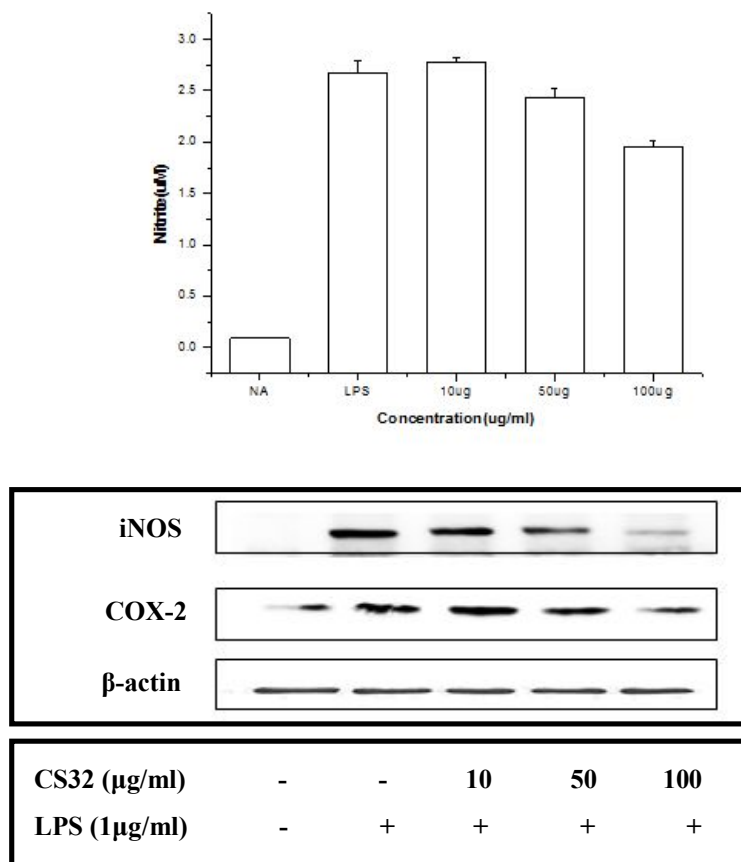 3.0
2.5
2.0
1.5
1.0
0.5
0.0
Nitrite(uM)
NA LPS 10ug 50ug 100ug
Concentration(ug/ml)
iNOS
COX-2
β-actin
CS32 (μg/ml) - - 10 50 100
LPS (1μg/ml) - + + + +